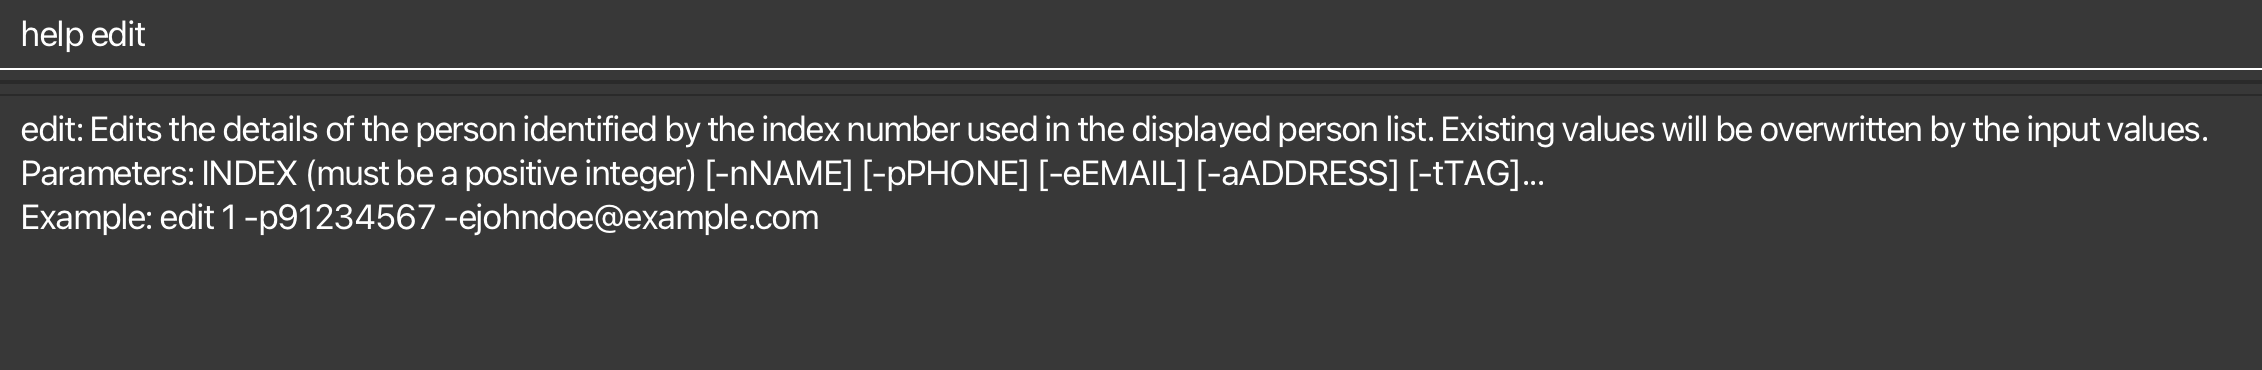 help edit
edit: Edits the details of the person identified by the index number used in the displayed person list. Existing values will be overwritten by the input values.
Parameters: INDEX (must be a positive integer) [-nNAME] [-pPHONE] [-eEMAIL] [-aADDRESS] [-tTAG]...
Example: edit 1 -p91234567 -ejohndoe@example.com